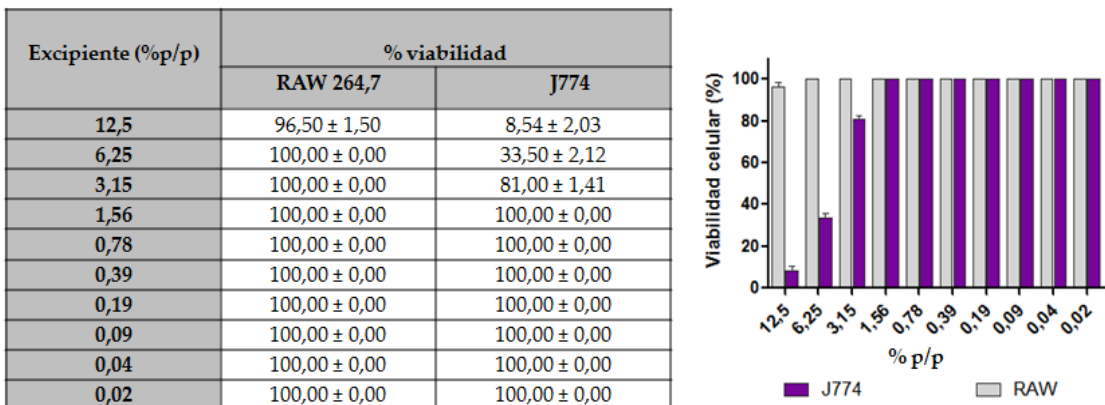 Excipiente (%p/p) % viabilidad
RAW 264,7 J774
12,5 96,50 ± 1,50 8,54 ± 2,03
6,25 100,00 ± 0,00 33,50 ± 2,12
3,15 100,00 ± 0,00 81,00 ± 1,41
1,56 100,00 ± 0,00 100,00 ± 0,00
0,78 100,00 ± 0,00 100,00 ± 0,00
0,39 100,00 ± 0,00 100,00 ± 0,00
0,19 100,00 ± 0,00 100,00 ± 0,00
0,09 100,00 ± 0,00 100,00 ± 0,00
0,04 100,00 ± 0,00 100,00 ± 0,00
0,02 100,00 ± 0,00 100,00 ± 0,00
Viabilidad celular (%)
100
80
60
40
20
0
12,5 6,25 3,15 1,56 0,78 0,39 0,19 0,09 0,04 0,02
% p/p
J774 RAW